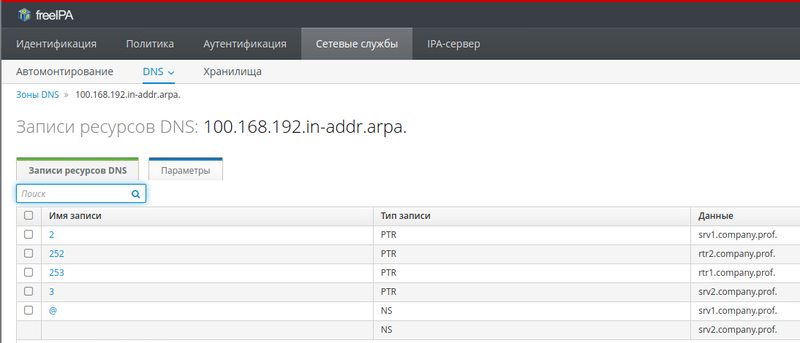 freeIPA
Идентификация Политика Аутентификация Сетевые службы IPA-сервер
Автомонтирование DNS Хранилища
Зоны DNS » 100.168.192.in-addr.arpa.
Записи ресурсов DNS: 100.168.192.in-addr.arpa.
Записи ресурсов DNS Параметры
Поиск
Имя записи Тип записи Данные
2 PTR srv1.company.prof.
252 PTR rtr2.company.prof.
253 PTR rtr1.company.prof.
3 PTR srv2.company.prof.
@ NS srv1.company.prof.
NS srv2.company.prof.